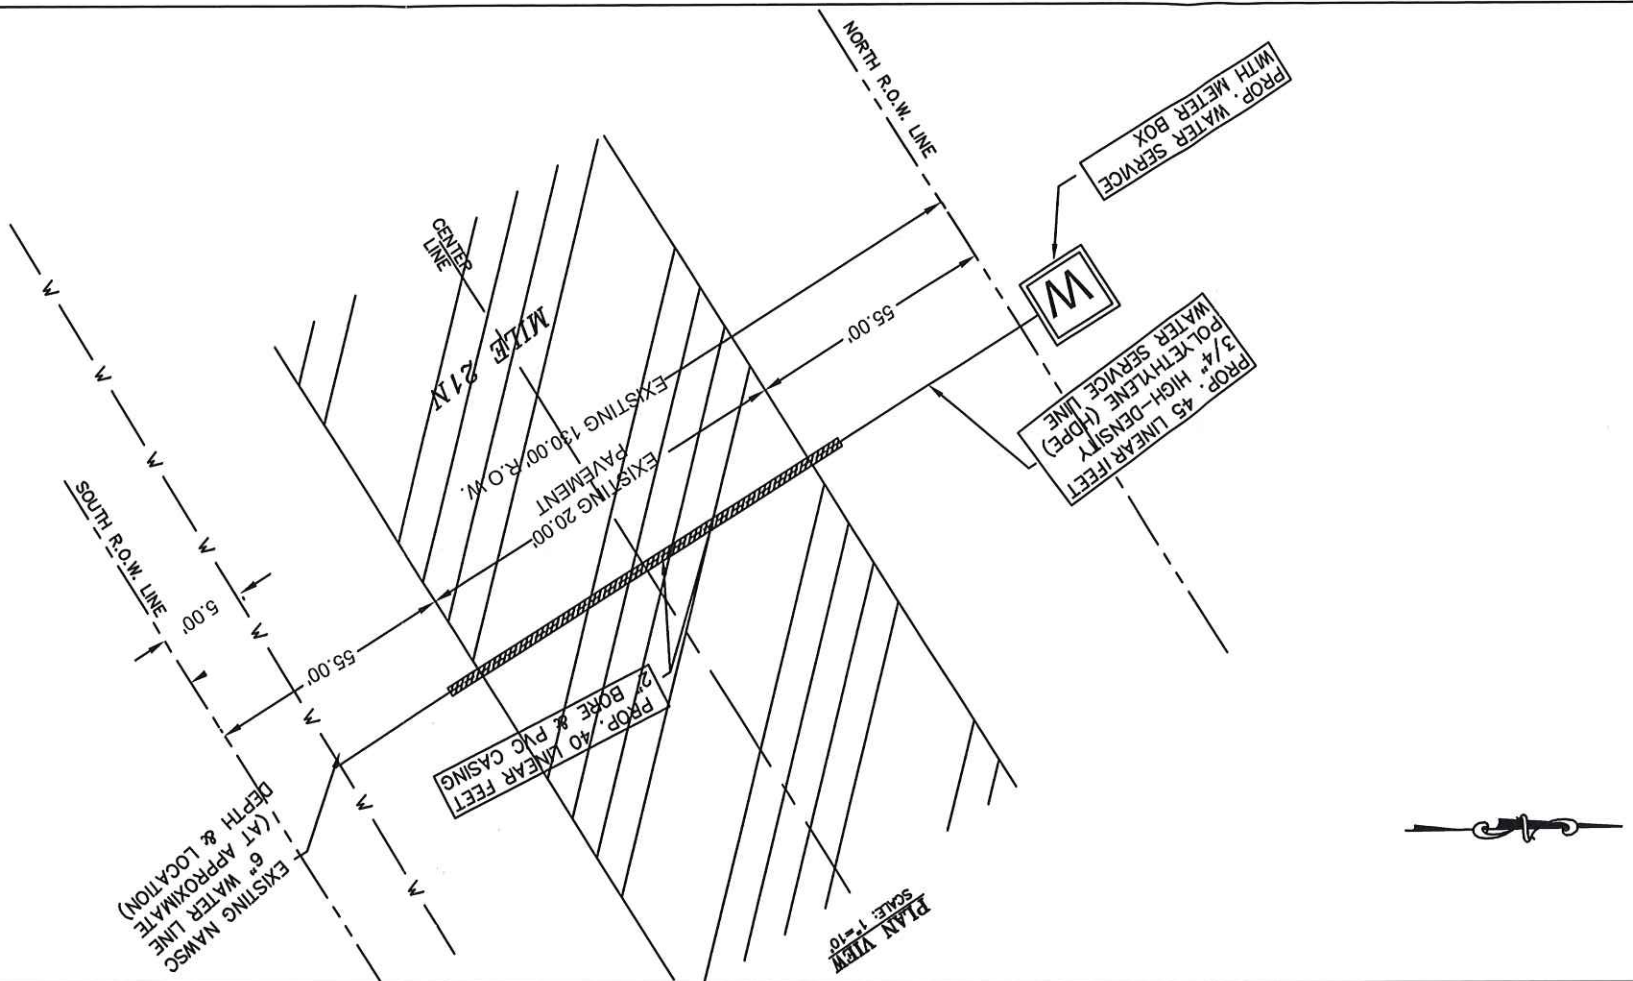 NORTH R.O.W. LINE
PROP. WATER SERVICE
WITH METER BOX
W
PROP. 45 LINEAR FEET
3/4" HIGH-DENSITY
POLYETHYLENE (HDPE)
WATER SERVICE LINE
CENTER
LINE
MILE 21N
55.00'
EXISTING 130.00' R.O.W.
EXISTING 20.00'
PAVEMENT
55.00'
5.00'
SOUTH R.O.W. LINE
W
W
W
W
W
W
W
W
PROP. 40 LINEAR FEET
2" BORE & PVC CASING
EXISTING NAWSC
6" WATER LINE
(AT APPROXIMATE
DEPTH & LOCATION)
PLAN VIEW
SCALE: 1"=10'